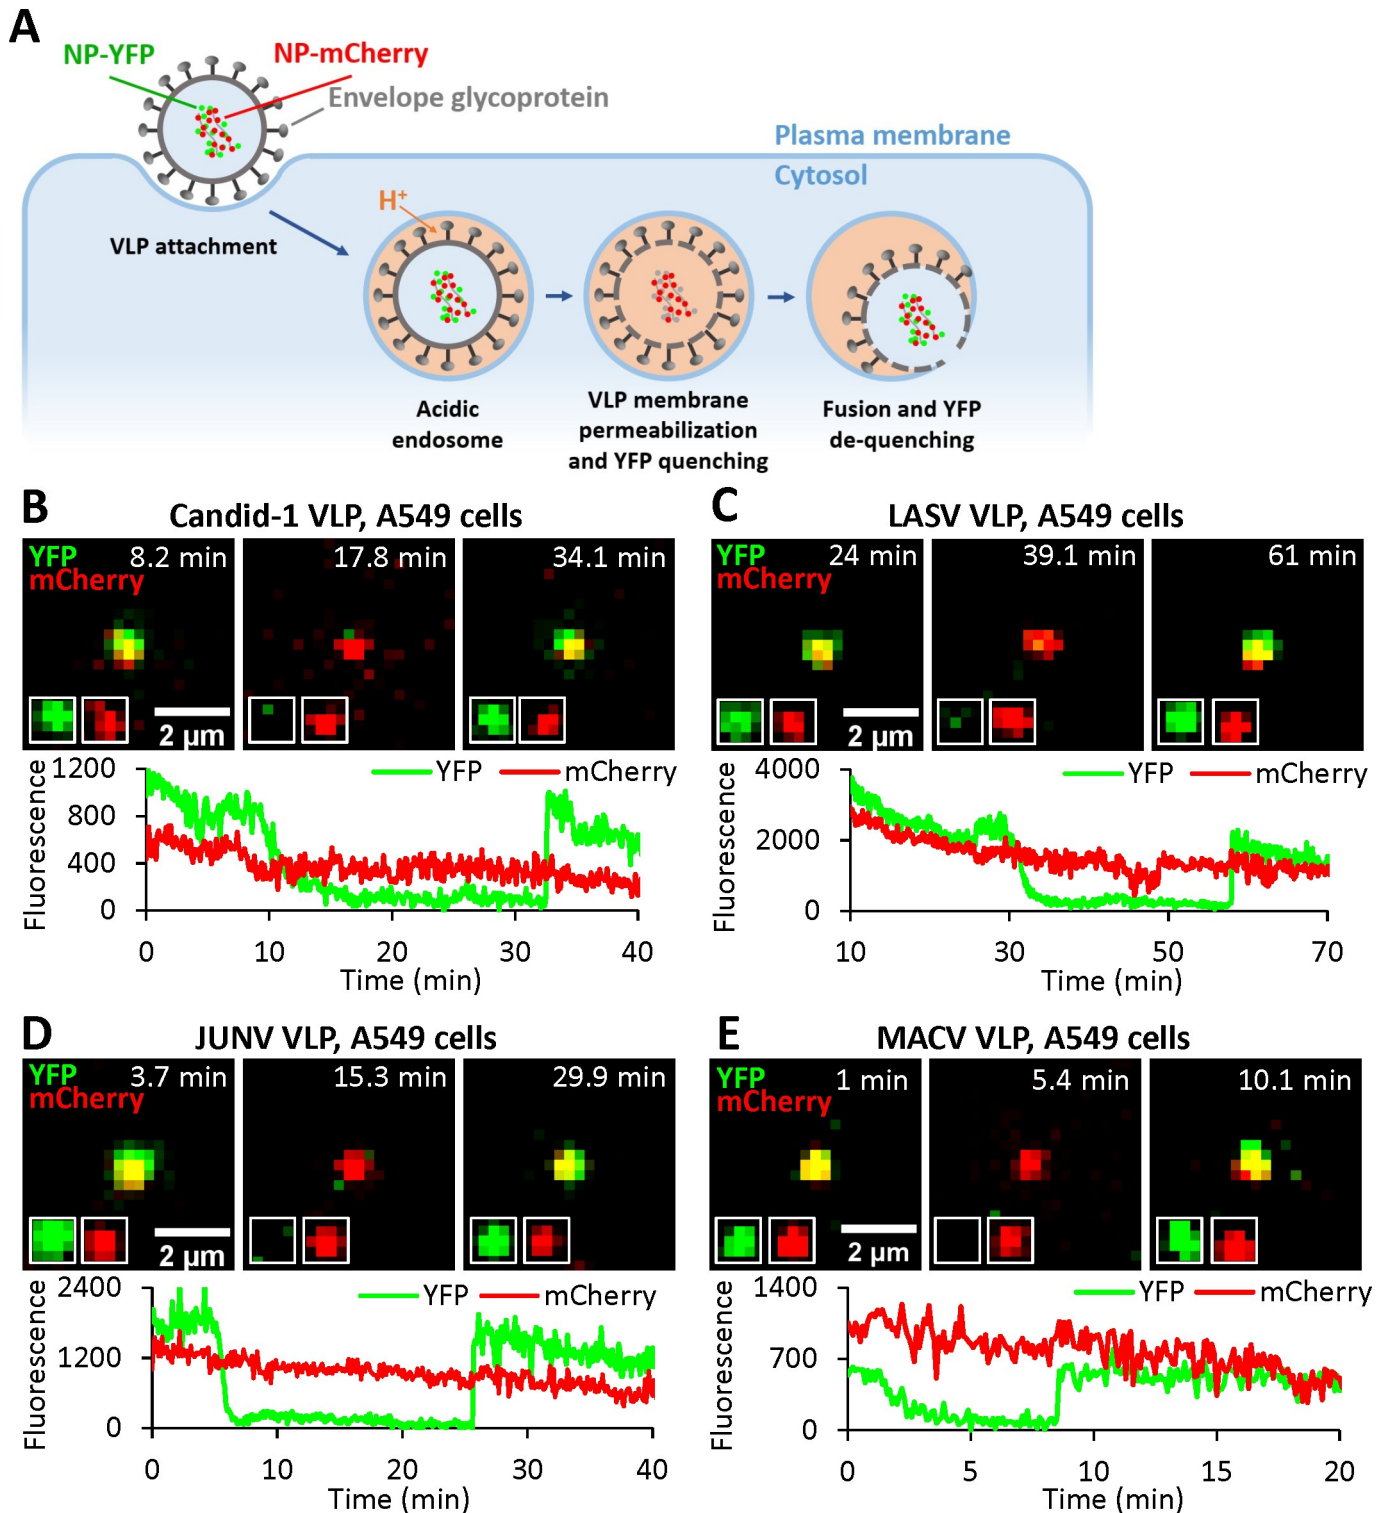 A
NP-YFP
NP-mCherry
Envelope glycoprotein
Plasma membrane
Cytosol
H+
VLP attachment
Acidic
endosome
VLP membrane
permeabilization
and YFP quenching
Fusion and YFP
de-quenching
B
Candid-1 VLP, A549 cells
YFP
mCherry
8.2 min
17.8 min
34.1 min
2 μm
YFP
mCherry
Fluorescence
1200
800
400
0
0
10
20
30
40
Time (min)
C
LASV VLP, A549 cells
YFP
mCherry
24 min
39.1 min
61 min
2 μm
YFP
mCherry
Fluorescence
4000
2000
0
10
30
50
70
Time (min)
D
JUNV VLP, A549 cells
YFP
mCherry
3.7 min
15.3 min
29.9 min
2 μm
YFP
mCherry
Fluorescence
2400
1200
0
0
10
20
30
40
Time (min)
E
MACV VLP, A549 cells
YFP
mCherry
1 min
5.4 min
10.1 min
2 μm
YFP
mCherry
Fluorescence
1400
700
0
0
5
10
15
20
Time (min)